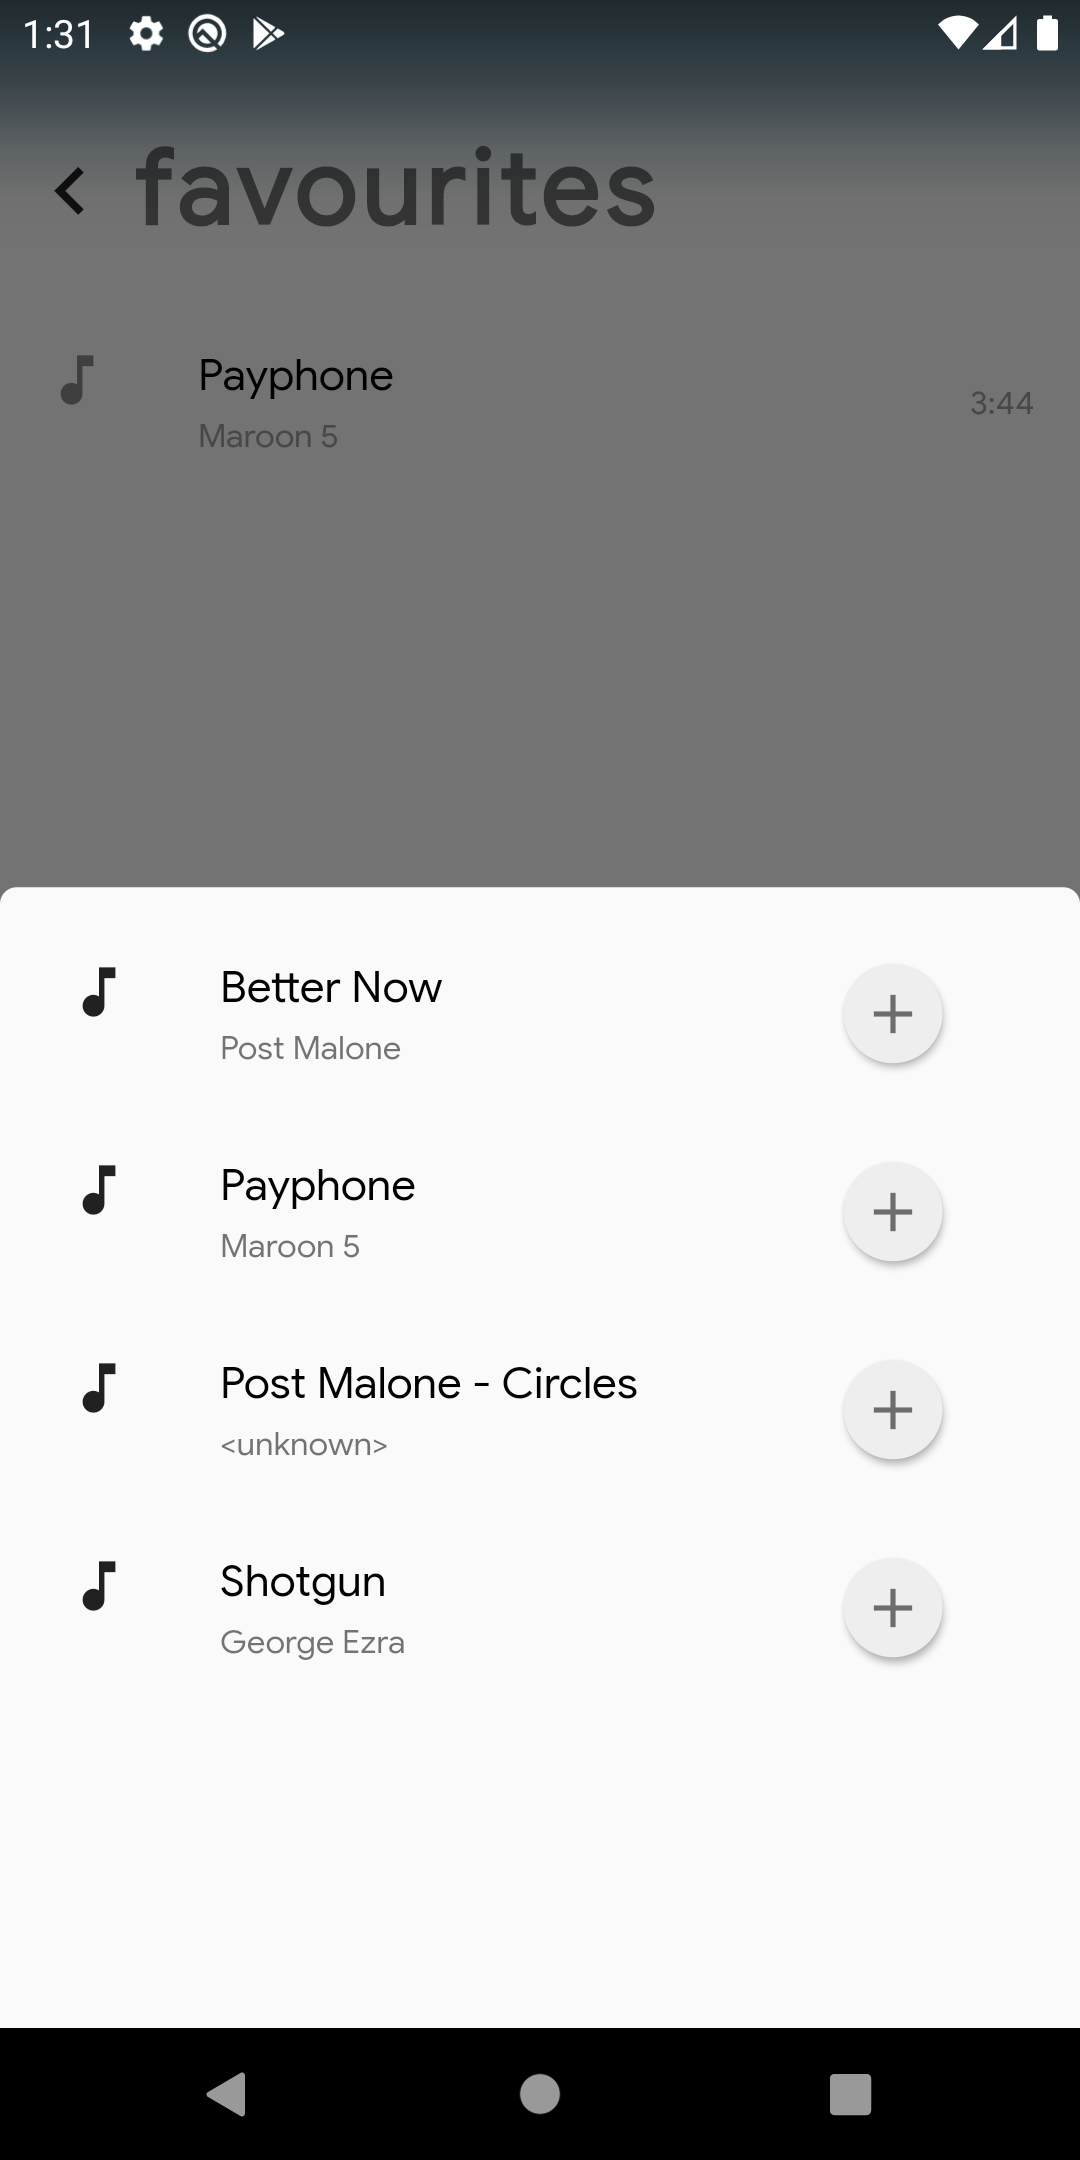 1:31
favourites
Payphone
3:44
Maroon 5
Better Now
Post Malone
Payphone
Maroon 5
Post Malone - Circles
<unknown>
Shotgun
George Ezra